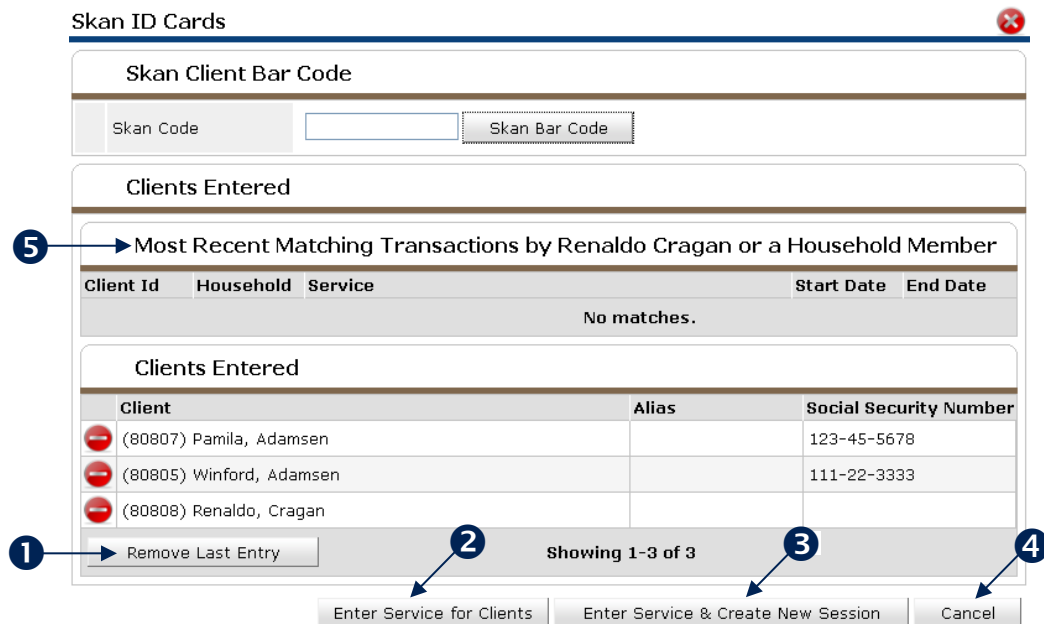 Skan ID Cards
Skan Client Bar Code
Skan Code Skan Bar Code
Clients Entered
5 Most Recent Matching Transactions by Renaldo Cragan or a Household Member
Client Id Household Service Start Date End Date
No matches.
Clients Entered
Client Alias Social Security Number
(80807) Pamila, Adamsen 123-45-5678
(80805) Winford, Adamsen 111-22-3333
(80808) Renaldo, Cragan
1 Remove Last Entry Showing 1-3 of 3 2 3 4
Enter Service for Clients Enter Service & Create New Session Cancel